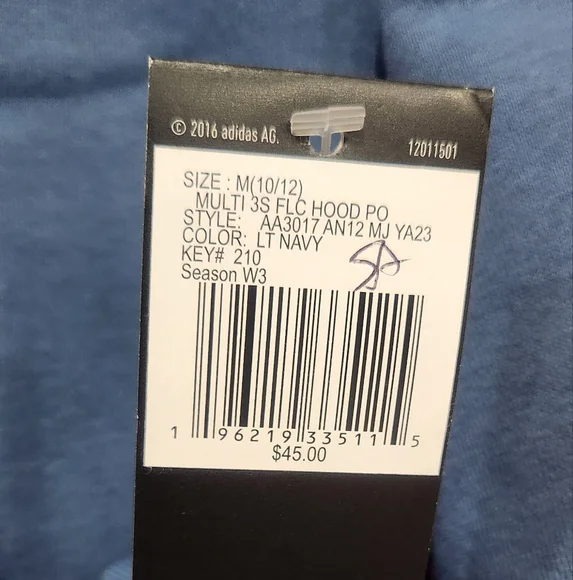 © 2016 adidas AG.
12011501
SIZE : M(10/12)
MULTI 3S FLC HOOD PO
STYLE: AA3017 AN12 MJ YA23
COLOR: LT NAVY
KEY# 210
Season W3
1 96219 33511 5
$45.00